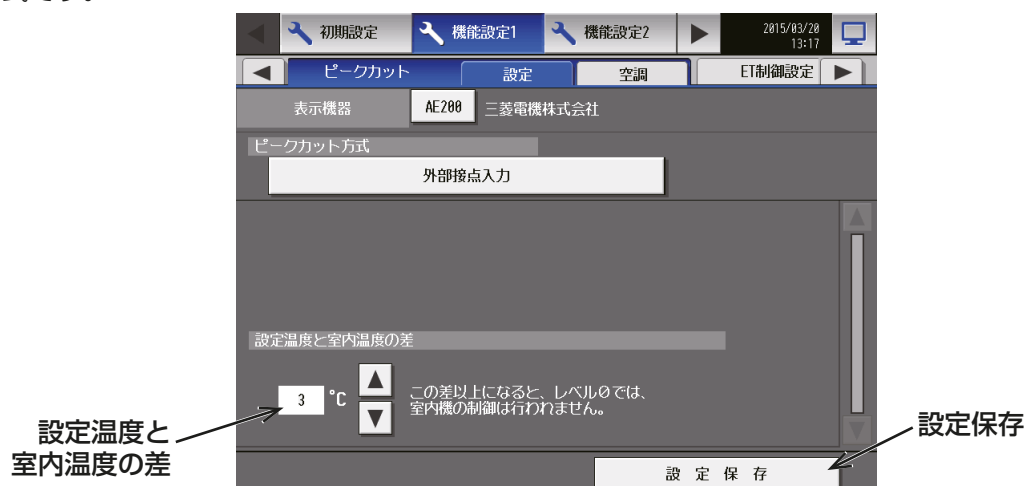 初期設定
機能設定1
機能設定2
2015/03/20
13:17
ピークカット
設定
空調
ET制御設定
表示機器
AE200
三菱電機株式会社
ピークカット方式
外部接点入力
設定温度と室内温度の差
3
℃
この差以上になると、レベル0では、
室内機の制御は行われません。
設定温度と
室内温度の差
設定保存
設 定 保 存